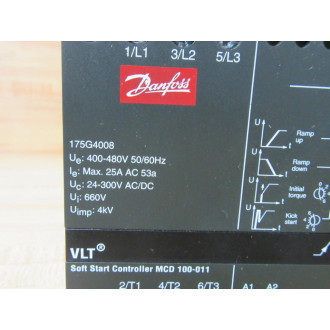 1/L1 3/L2 5/L3
Danfoss
175G4008
Ue: 400-480V 50/60Hz
Ie: Max. 25A AC 53a
Uc: 24-300V AC/DC
Ui: 660V
Uimp: 4kV
U Ramp up
t
U Ramp down
t
U Initial torque
t
U Kick start
t
VLT®
Soft Start Controller MCD 100-011
2/T1 4/T2 6/T3 A1 A2